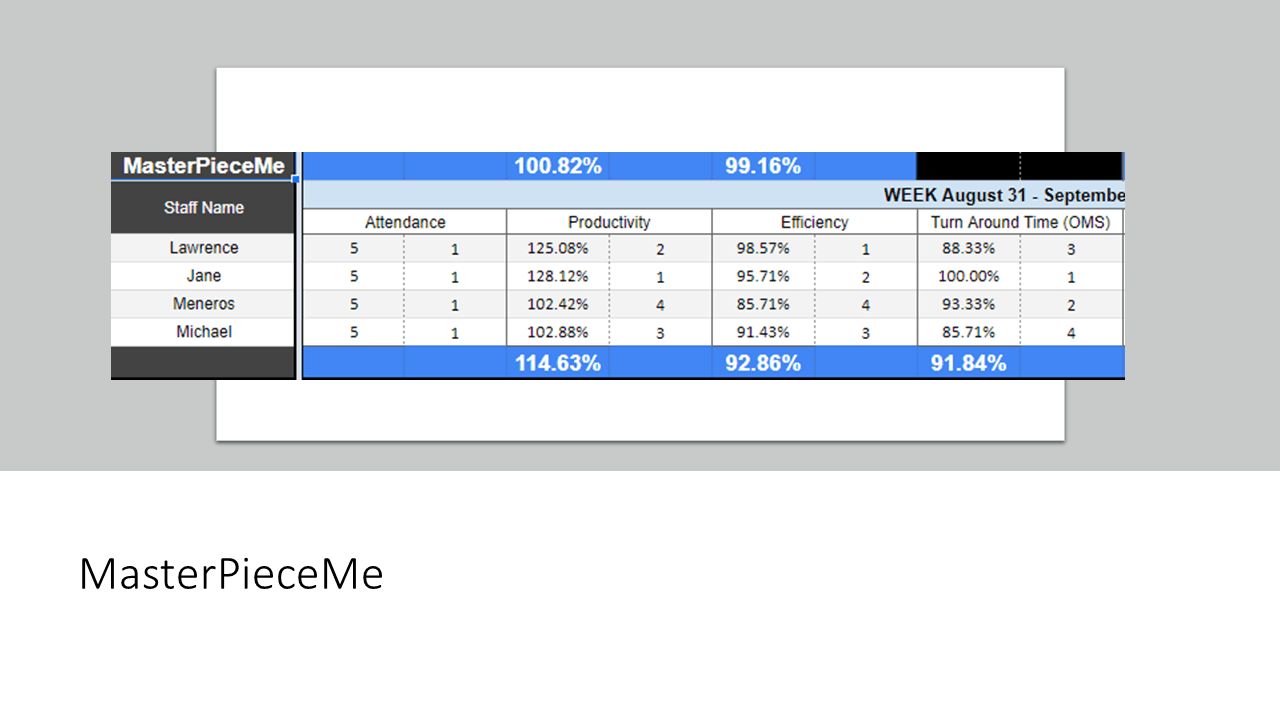 MasterPieceMe 100.82% 99.16%
WEEK August 31 - Septembe
Staff Name
Attendance Productivity Efficiency Turn Around Time (OMS)
Lawrence 5 1 125.08% 2 98.57% 1 88.33% 3
Jane 5 1 128.12% 1 95.71% 2 100.00% 1
Meneros 5 1 102.42% 4 85.71% 4 93.33% 2
Michael 5 1 102.88% 3 91.43% 3 85.71% 4
114.63% 92.86% 91.84%
MasterPieceMe